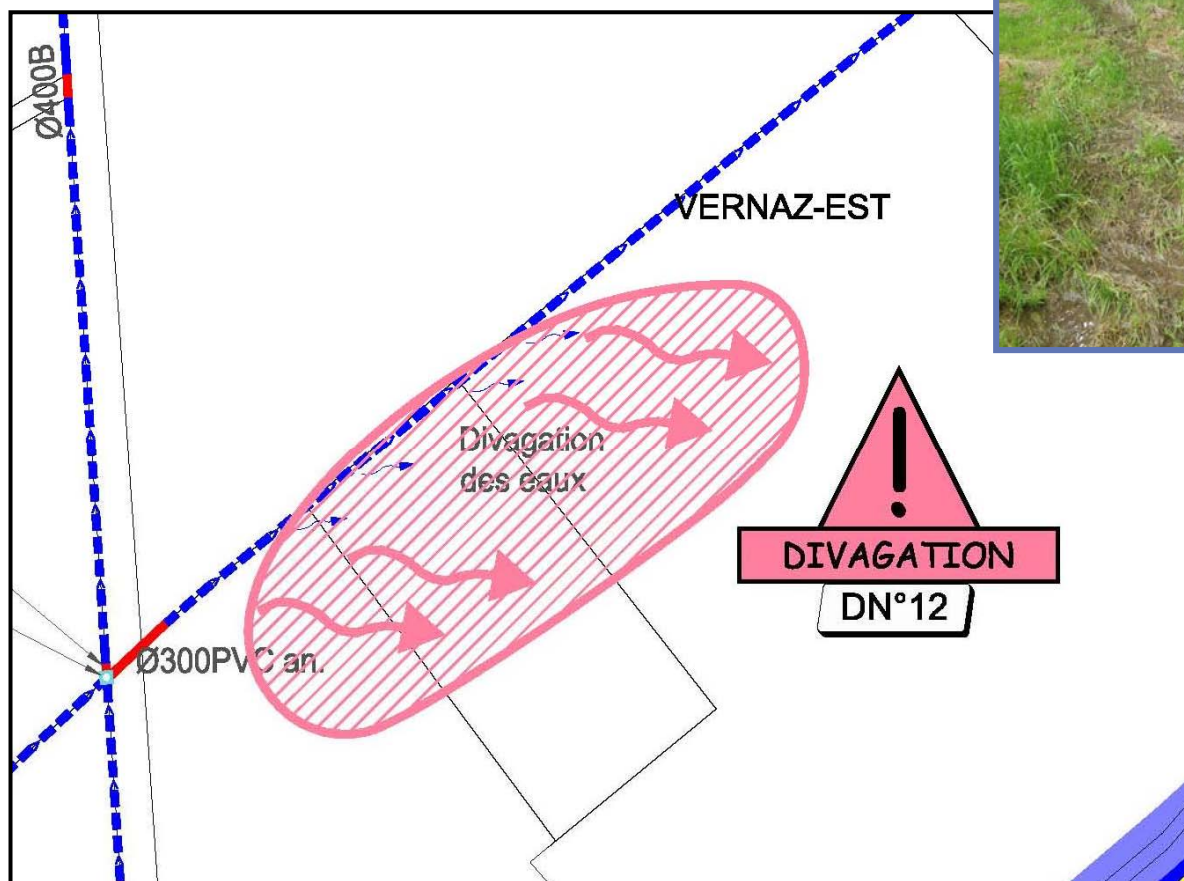 Ø400B
VERNAZ-EST
Divagation
des eaux
DIVAGATION
DN°12
Ø300PVC an.